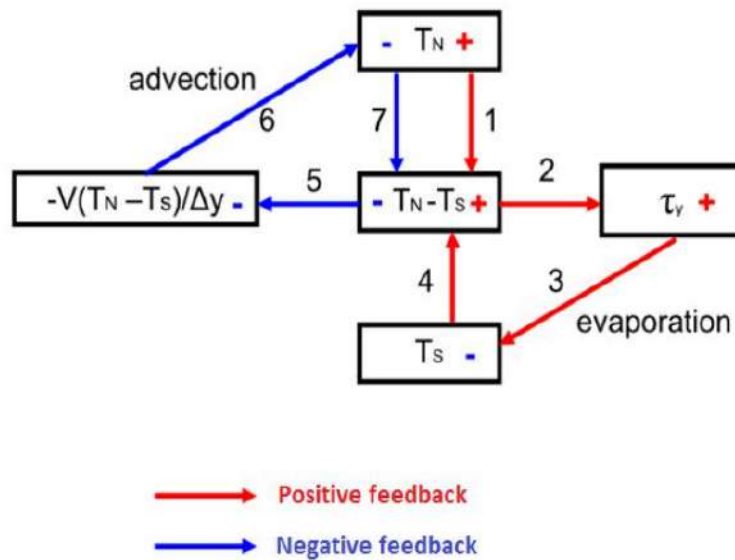 - TN +
advection
6
7
1
5
2
-V(TN –TS)/Δy -
- TN -TS +
τy +
4
3
evaporation
TS -
Positive feedback
Negative feedback